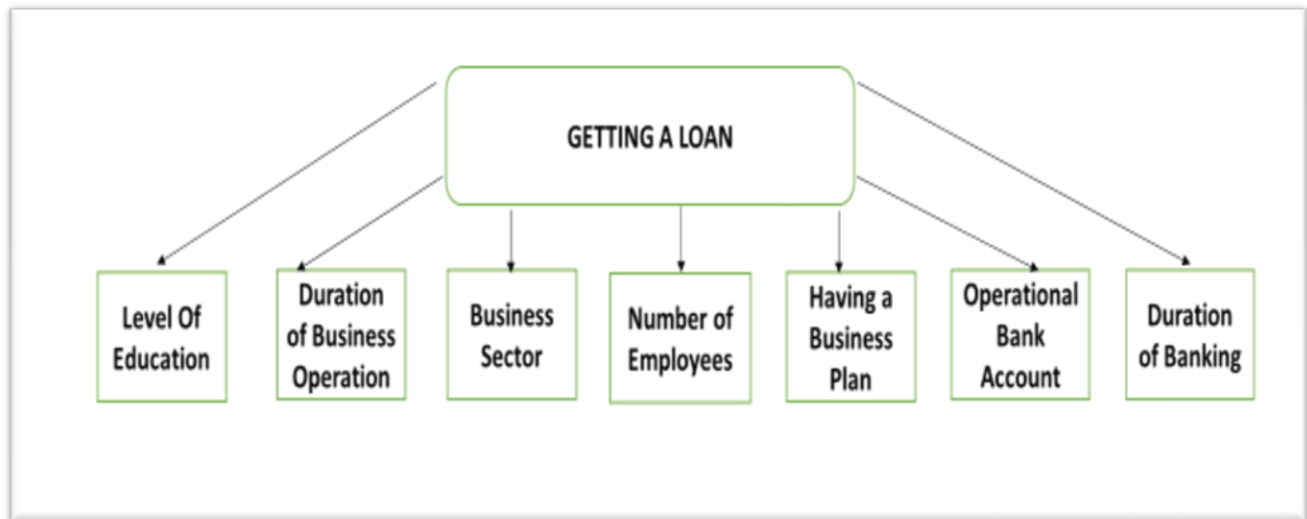 GETTING A LOAN
Level Of
Education
Duration
of Business
Operation
Business
Sector
Number of
Employees
Having a
Business
Plan
Operational
Bank
Account
Duration
of Banking